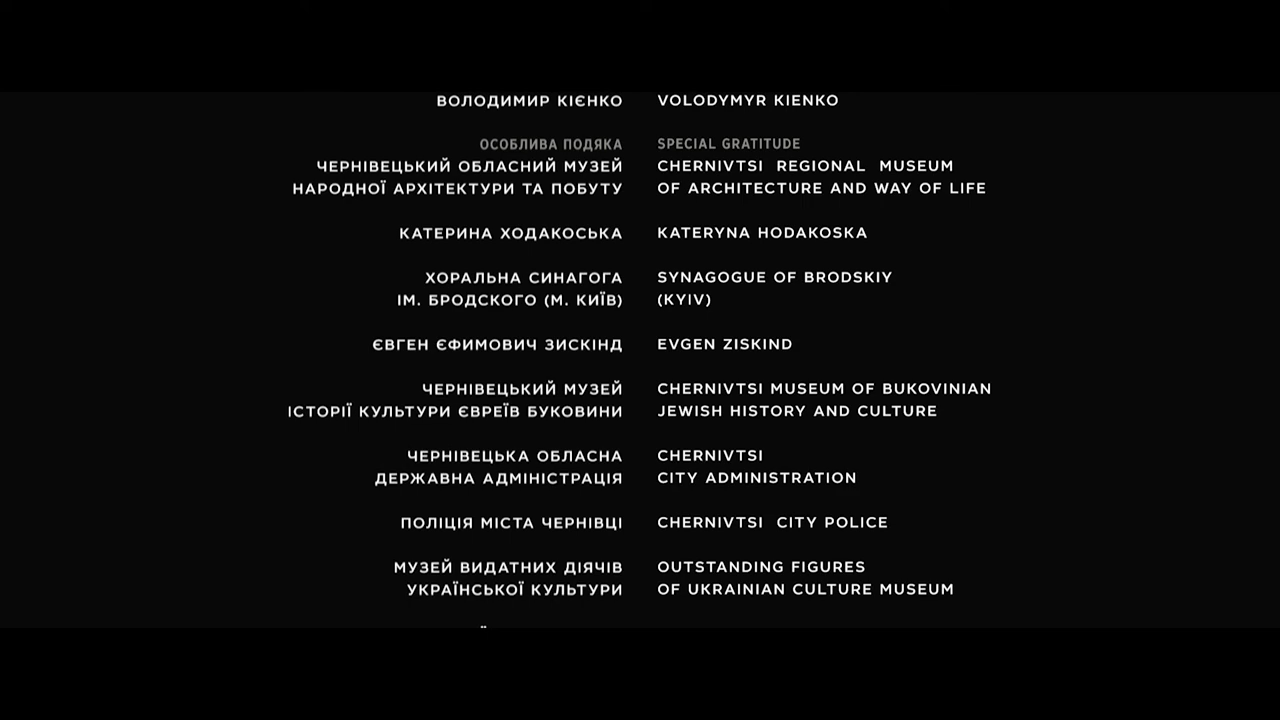 ВОЛОДИМИР КІЄНКО VOLODYMYR KIENKO
ОСОБЛИВА ПОДЯКА SPECIAL GRATITUDE
ЧЕРНІВЕЦЬКИЙ ОБЛАСНИЙ МУЗЕЙ CHERNIVTSI REGIONAL MUSEUM
НАРОДНОЇ АРХІТЕКТУРИ ТА ПОБУТУ OF ARCHITECTURE AND WAY OF LIFE
КАТЕРИНА ХОДАКОСЬКА KATERYNA HODAKOSKA
ХОРАЛЬНА СИНАГОГА SYNAGOGUE OF BRODSKIY
ІМ. БРОДСКОГО (М. КИЇВ) (KYIV)
ЄВГЕН ЄФИМОВИЧ ЗИСКІНД EVGEN ZISKIND
ЧЕРНІВЕЦЬКИЙ МУЗЕЙ CHERNIVTSI MUSEUM OF BUKOVINIAN
ІСТОРІЇ КУЛЬТУРИ ЄВРЕЇВ БУКОВИНИ JEWISH HISTORY AND CULTURE
ЧЕРНІВЕЦЬКА ОБЛАСНА CHERNIVTSI
ДЕРЖАВНА АДМІНІСТРАЦІЯ CITY ADMINISTRATION
ПОЛІЦІЯ МІСТА ЧЕРНІВЦІ CHERNIVTSI CITY POLICE
МУЗЕЙ ВИДАТНИХ ДІЯЧІВ OUTSTANDING FIGURES
УКРАЇНСЬКОЇ КУЛЬТУРИ OF UKRAINIAN CULTURE MUSEUM